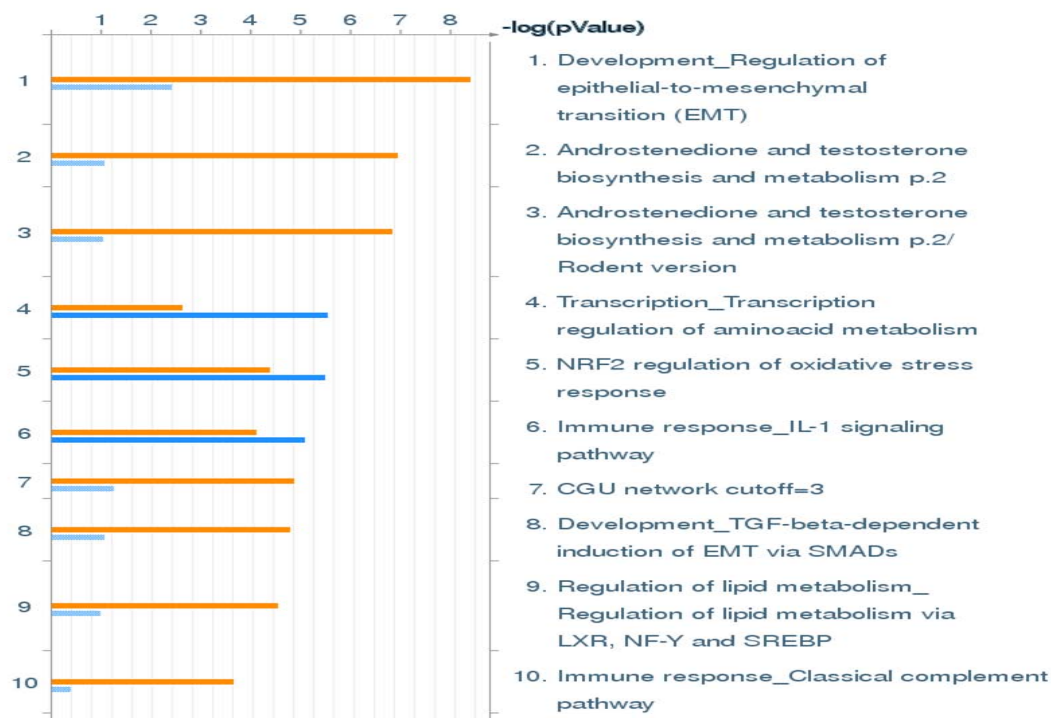 1 2 3 4 5 6 7 8
-log(pValue)
1
2
3
4
5
6
7
8
9
10
1. Development_Regulation of
epithelial-to-mesenchymal
transition (EMT)
2. Androstenedione and testosterone
biosynthesis and metabolism p.2
3. Androstenedione and testosterone
biosynthesis and metabolism p.2/
Rodent version
4. Transcription_Transcription
regulation of aminoacid metabolism
5. NRF2 regulation of oxidative stress
response
6. Immune response_IL-1 signaling
pathway
7. CGU network cutoff=3
8. Development_TGF-beta-dependent
induction of EMT via SMADs
9. Regulation of lipid metabolism_
Regulation of lipid metabolism via
LXR, NF-Y and SREBP
10. Immune response_Classical complement
pathway